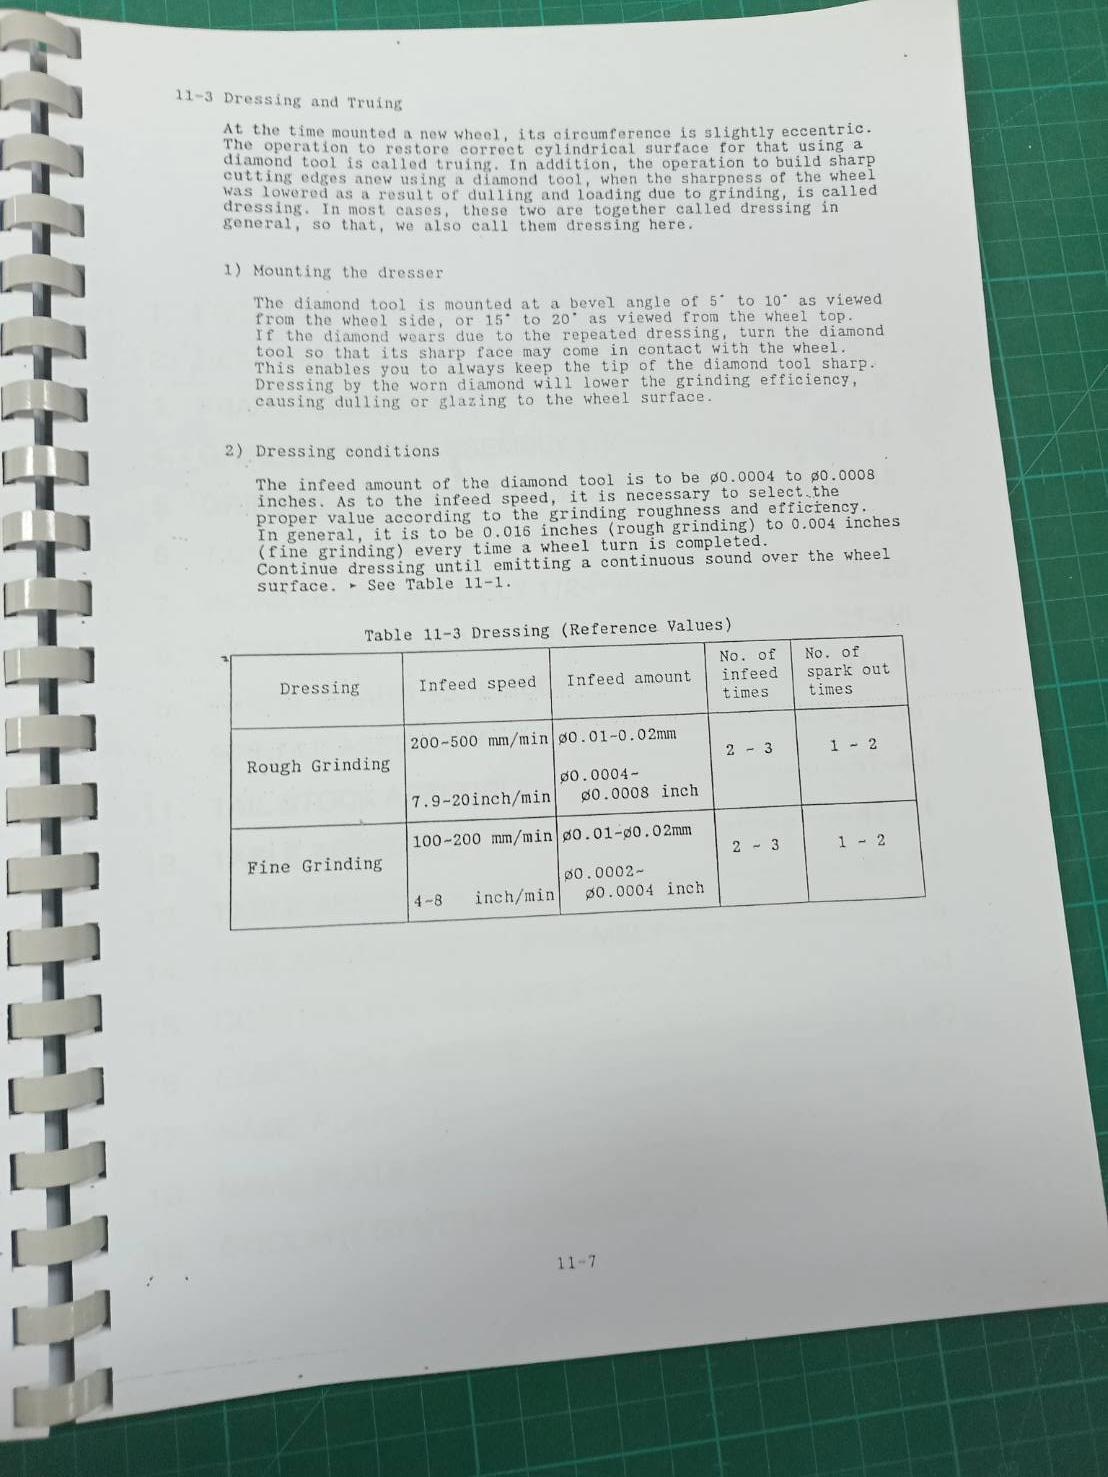 11-3 Dressing and Truing
At the time mounted a new wheel, its circumference is slightly eccentric.
The operation to restore correct cylindrical surface for that using a
diamond tool is called truing. In addition, the operation to build sharp
cutting edges anew using a diamond tool, when the sharpness of the wheel
was lowered as a result of dulling and loading due to grinding, is called
dressing. In most cases, these two are together called dressing in
general, so that, we also call them dressing here.
1) Mounting the dresser
The diamond tool is mounted at a bevel angle of 5° to 10° as viewed
from the wheel side, or 15° to 20° as viewed from the wheel top.
If the diamond wears due to the repeated dressing, turn the diamond
tool so that its sharp face may come in contact with the wheel.
This enables you to always keep the tip of the diamond tool sharp.
Dressing by the worn diamond will lower the grinding efficiency,
causing dulling or glazing to the wheel surface.
2) Dressing conditions
The infeed amount of the diamond tool is to be ø0.0004 to ø0.0008
inches. As to the infeed speed, it is necessary to select the
proper value according to the grinding roughness and efficiency.
In general, it is to be 0.016 inches (rough grinding) to 0.004 inches
(fine grinding) every time a wheel turn is completed.
Continue dressing until emitting a continuous sound over the wheel
surface. ► See Table 11-1.
Table 11-3 Dressing (Reference Values)
Dressing Infeed speed Infeed amount No. of infeed times No. of spark out times
Rough Grinding 200~500 mm/min ø0.01~0.02mm 2 ~ 3 1 ~ 2
7.9~20inch/min ø0.0004~
ø0.0008 inch
Fine Grinding 100~200 mm/min ø0.01~ø0.02mm 2 ~ 3 1 ~ 2
4~8 inch/min ø0.0002~
ø0.0004 inch
11-7